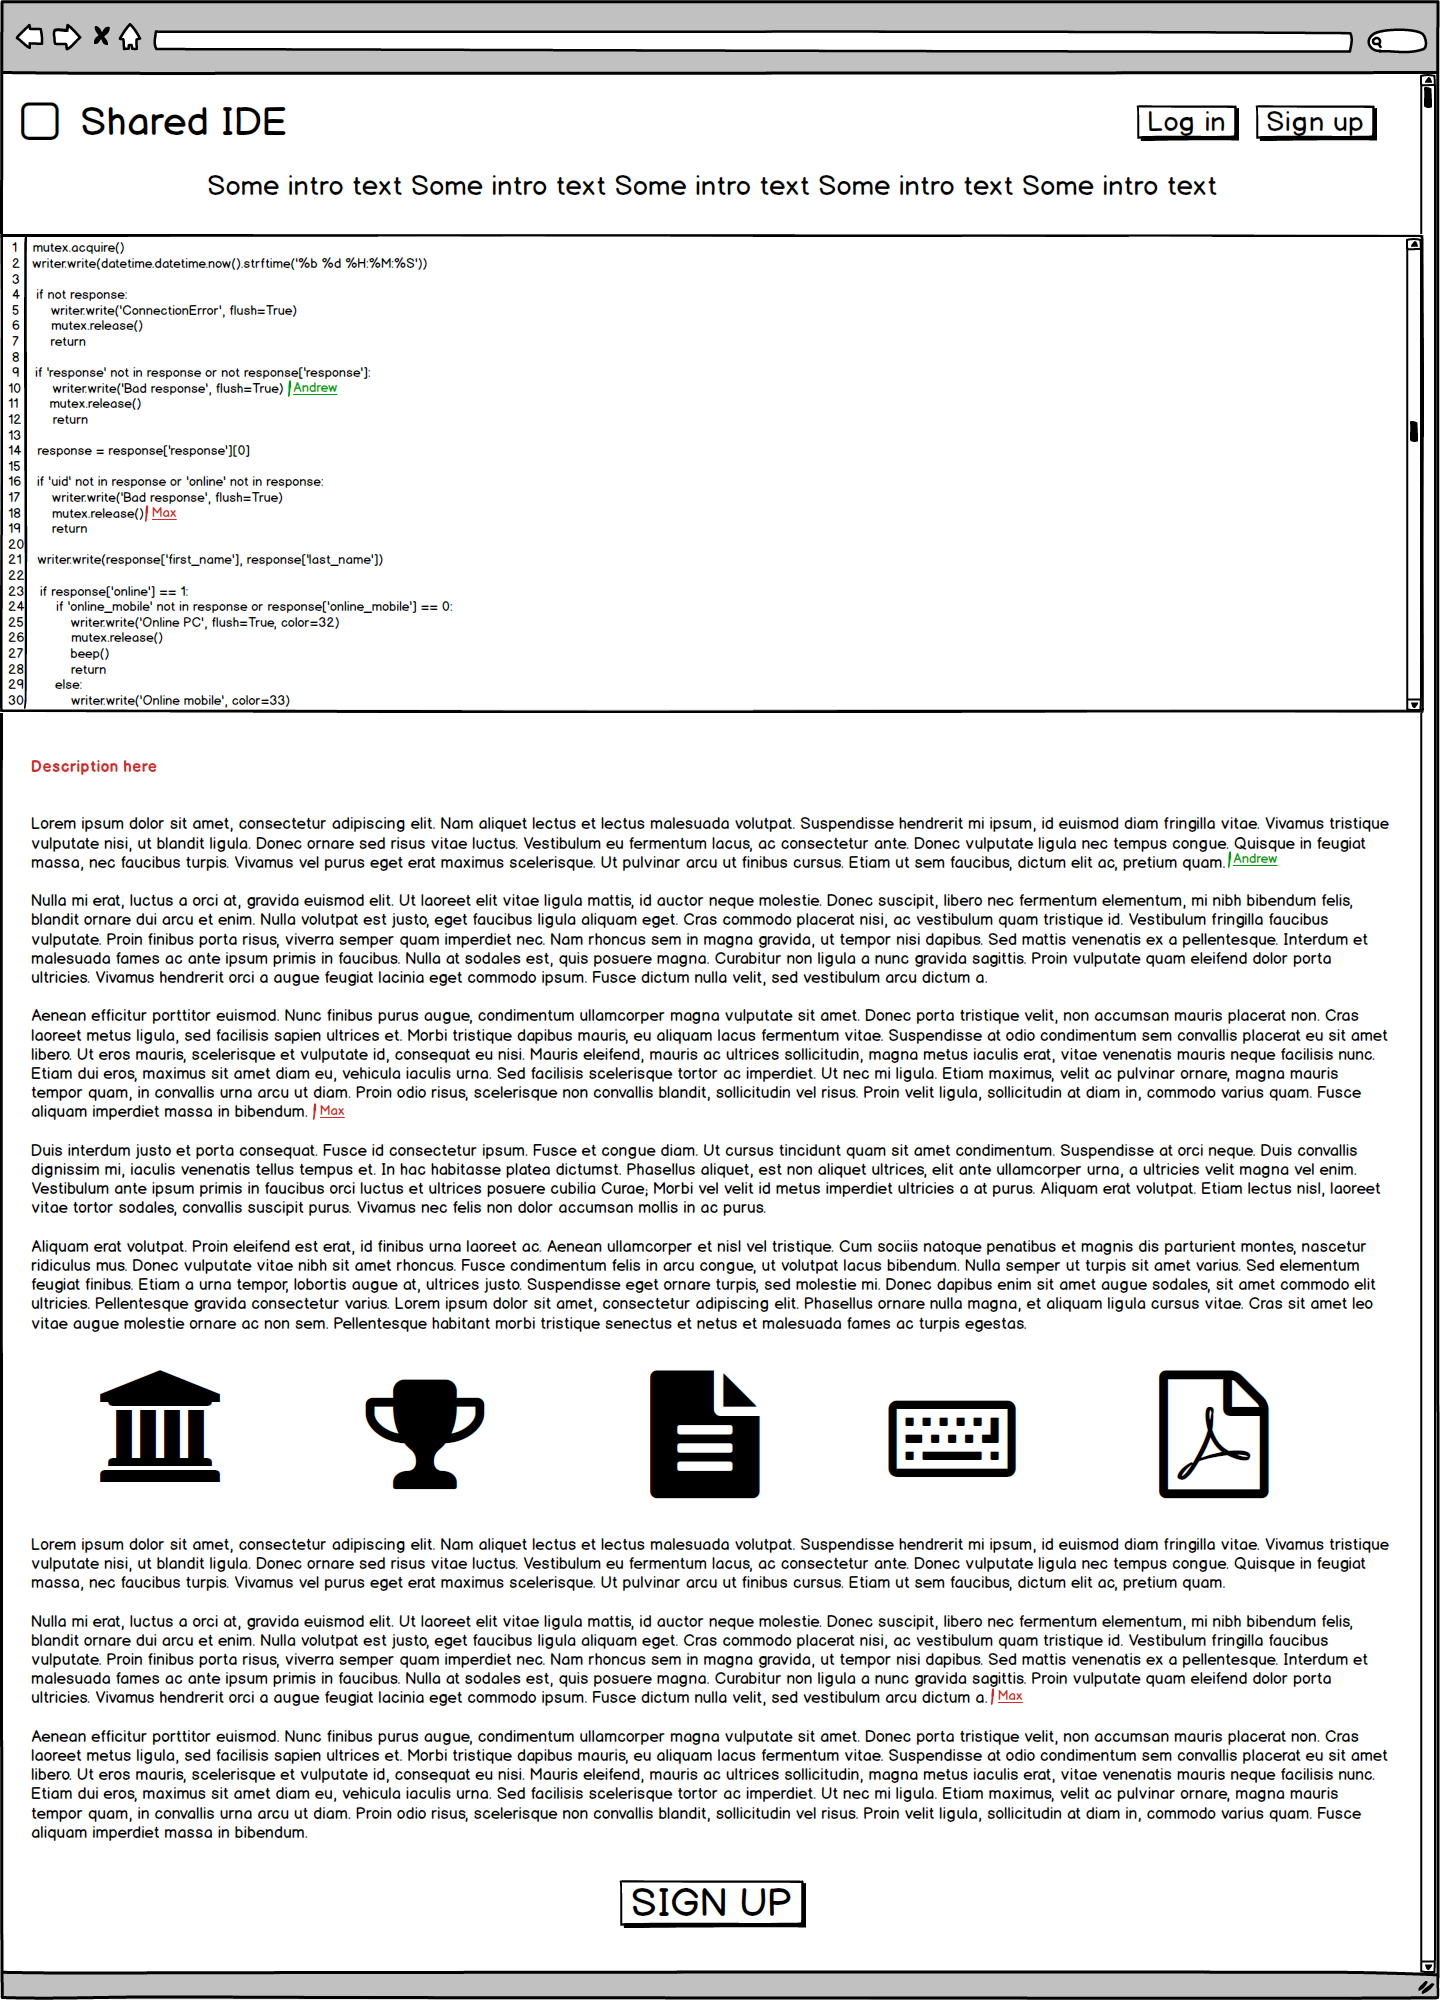 Shared IDE
Log in
Sign up
Some intro text Some intro text Some intro text Some intro text Some intro text
1 mutex.acquire()
2 writer.write(datetime.datetime.now().strftime('%b %d %H:%M:%S'))
3
4 if not response:
5 writer.write('ConnectionError', flush=True)
6 mutex.release()
7 return
8
9 if 'response' not in response or not response['response']:
10 writer.write('Bad response', flush=True) Andrew
11 mutex.release()
12 return
13
14 response = response['response'][0]
15
16 if 'uid' not in response or 'online' not in response:
17 writer.write('Bad response', flush=True)
18 mutex.release() Max
19 return
20
21 writer.write(response['first_name'], response['last_name'])
22
23 if response['online'] == 1:
24 if 'online_mobile' not in response or response['online_mobile'] == 0:
25 writer.write('Online PC', flush=True, color=32)
26 mutex.release()
27 beep()
28 return
29 else:
30 writer.write('Online mobile', color=33)
Description here
Lorem ipsum dolor sit amet, consectetur adipiscing elit. Nam aliquet lectus et lectus malesuada volutpat. Suspendisse hendrerit mi ipsum, id euismod diam fringilla vitae. Vivamus tristique
vulputate nisi, ut blandit ligula. Donec ornare sed risus vitae luctus. Vestibulum eu fermentum lacus, ac consectetur ante. Donec vulputate ligula nec tempus congue. Quisque in feugiat
massa, nec faucibus turpis. Vivamus vel purus eget erat maximus scelerisque. Ut pulvinar arcu ut finibus cursus. Etiam ut sem faucibus, dictum elit ac, pretium quam. Andrew
Nulla mi erat, luctus a orci at, gravida euismod elit. Ut laoreet elit vitae ligula mattis, id auctor neque molestie. Donec suscipit, libero nec fermentum elementum, mi nibh bibendum felis,
blandit ornare dui arcu et enim. Nulla volutpat est justo, eget faucibus ligula aliquam eget. Cras commodo placerat nisi, ac vestibulum quam tristique id. Vestibulum fringilla faucibus
vulputate. Proin finibus porta risus, viverra semper quam imperdiet nec. Nam rhoncus sem in magna gravida, ut tempor nisi dapibus. Sed mattis venenatis ex a pellentesque. Interdum et
malesuada fames ac ante ipsum primis in faucibus. Nulla at sodales est, quis posuere magna. Curabitur non ligula a nunc gravida sagittis. Proin vulputate quam eleifend dolor porta
ultricies. Vivamus hendrerit orci a augue feugiat lacinia eget commodo ipsum. Fusce dictum nulla velit, sed vestibulum arcu dictum a.
Aenean efficitur porttitor euismod. Nunc finibus purus augue, condimentum ullamcorper magna vulputate sit amet. Donec porta tristique velit, non accumsan mauris placerat non. Cras
laoreet metus ligula, sed facilisis sapien ultrices et. Morbi tristique dapibus mauris, eu aliquam lacus fermentum vitae. Suspendisse at odio condimentum sem convallis placerat eu sit amet
libero. Ut eros mauris, scelerisque et vulputate id, consequat eu nisi. Mauris eleifend, mauris ac ultrices sollicitudin, magna metus iaculis erat, vitae venenatis mauris neque facilisis nunc.
Etiam dui eros, maximus sit amet diam eu, vehicula iaculis urna. Sed facilisis scelerisque tortor ac imperdiet. Ut nec mi ligula. Etiam maximus, velit ac pulvinar ornare, magna mauris
tempor quam, in convallis urna arcu ut diam. Proin odio risus, scelerisque non convallis blandit, sollicitudin vel risus. Proin velit ligula, sollicitudin at diam in, commodo varius quam. Fusce
aliquam imperdiet massa in bibendum. Max
Duis interdum justo et porta consequat. Fusce id consectetur ipsum. Fusce et congue diam. Ut cursus tincidunt quam sit amet condimentum. Suspendisse at orci neque. Duis convallis
dignissim mi, iaculis venenatis tellus tempus et. In hac habitasse platea dictumst. Phasellus aliquet, est non aliquet ultrices, elit ante ullamcorper urna, a ultricies velit magna vel enim.
Vestibulum ante ipsum primis in faucibus orci luctus et ultrices posuere cubilia Curae; Morbi vel velit id metus imperdiet ultricies a at purus. Aliquam erat volutpat. Etiam lectus nisl, laoreet
vitae tortor sodales, convallis suscipit purus. Vivamus nec felis non dolor accumsan mollis in ac purus.
Aliquam erat volutpat. Proin eleifend est erat, id finibus urna laoreet ac. Aenean ullamcorper et nisl vel tristique. Cum sociis natoque penatibus et magnis dis parturient montes, nascetur
ridiculus mus. Donec vulputate vitae nibh sit amet rhoncus. Fusce condimentum felis in arcu congue, ut volutpat lacus bibendum. Nulla semper ut turpis sit amet varius. Sed elementum
feugiat finibus. Etiam a urna tempor, lobortis augue at, ultrices justo. Suspendisse eget ornare turpis, sed molestie mi. Donec dapibus enim sit amet augue sodales, sit amet commodo elit
ultricies. Pellentesque gravida consectetur varius. Lorem ipsum dolor sit amet, consectetur adipiscing elit. Phasellus ornare nulla magna, et aliquam ligula cursus vitae. Cras sit amet leo
vitae augue molestie ornare ac non sem. Pellentesque habitant morbi tristique senectus et netus et malesuada fames ac turpis egestas.
Lorem ipsum dolor sit amet, consectetur adipiscing elit. Nam aliquet lectus et lectus malesuada volutpat. Suspendisse hendrerit mi ipsum, id euismod diam fringilla vitae. Vivamus tristique
vulputate nisi, ut blandit ligula. Donec ornare sed risus vitae luctus. Vestibulum eu fermentum lacus, ac consectetur ante. Donec vulputate ligula nec tempus congue. Quisque in feugiat
massa, nec faucibus turpis. Vivamus vel purus eget erat maximus scelerisque. Ut pulvinar arcu ut finibus cursus. Etiam ut sem faucibus, dictum elit ac, pretium quam.
Nulla mi erat, luctus a orci at, gravida euismod elit. Ut laoreet elit vitae ligula mattis, id auctor neque molestie. Donec suscipit, libero nec fermentum elementum, mi nibh bibendum felis,
blandit ornare dui arcu et enim. Nulla volutpat est justo, eget faucibus ligula aliquam eget. Cras commodo placerat nisi, ac vestibulum quam tristique id. Vestibulum fringilla faucibus
vulputate. Proin finibus porta risus, viverra semper quam imperdiet nec. Nam rhoncus sem in magna gravida, ut tempor nisi dapibus. Sed mattis venenatis ex a pellentesque. Interdum et
malesuada fames ac ante ipsum primis in faucibus. Nulla at sodales est, quis posuere magna. Curabitur non ligula a nunc gravida sagittis. Proin vulputate quam eleifend dolor porta
ultricies. Vivamus hendrerit orci a augue feugiat lacinia eget commodo ipsum. Fusce dictum nulla velit, sed vestibulum arcu dictum a. Max
Aenean efficitur porttitor euismod. Nunc finibus purus augue, condimentum ullamcorper magna vulputate sit amet. Donec porta tristique velit, non accumsan mauris placerat non. Cras
laoreet metus ligula, sed facilisis sapien ultrices et. Morbi tristique dapibus mauris, eu aliquam lacus fermentum vitae. Suspendisse at odio condimentum sem convallis placerat eu sit amet
libero. Ut eros mauris, scelerisque et vulputate id, consequat eu nisi. Mauris eleifend, mauris ac ultrices sollicitudin, magna metus iaculis erat, vitae venenatis mauris neque facilisis nunc.
Etiam dui eros, maximus sit amet diam eu, vehicula iaculis urna. Sed facilisis scelerisque tortor ac imperdiet. Ut nec mi ligula. Etiam maximus, velit ac pulvinar ornare, magna mauris
tempor quam, in convallis urna arcu ut diam. Proin odio risus, scelerisque non convallis blandit, sollicitudin vel risus. Proin velit ligula, sollicitudin at diam in, commodo varius quam. Fusce
aliquam imperdiet massa in bibendum.
SIGN UP